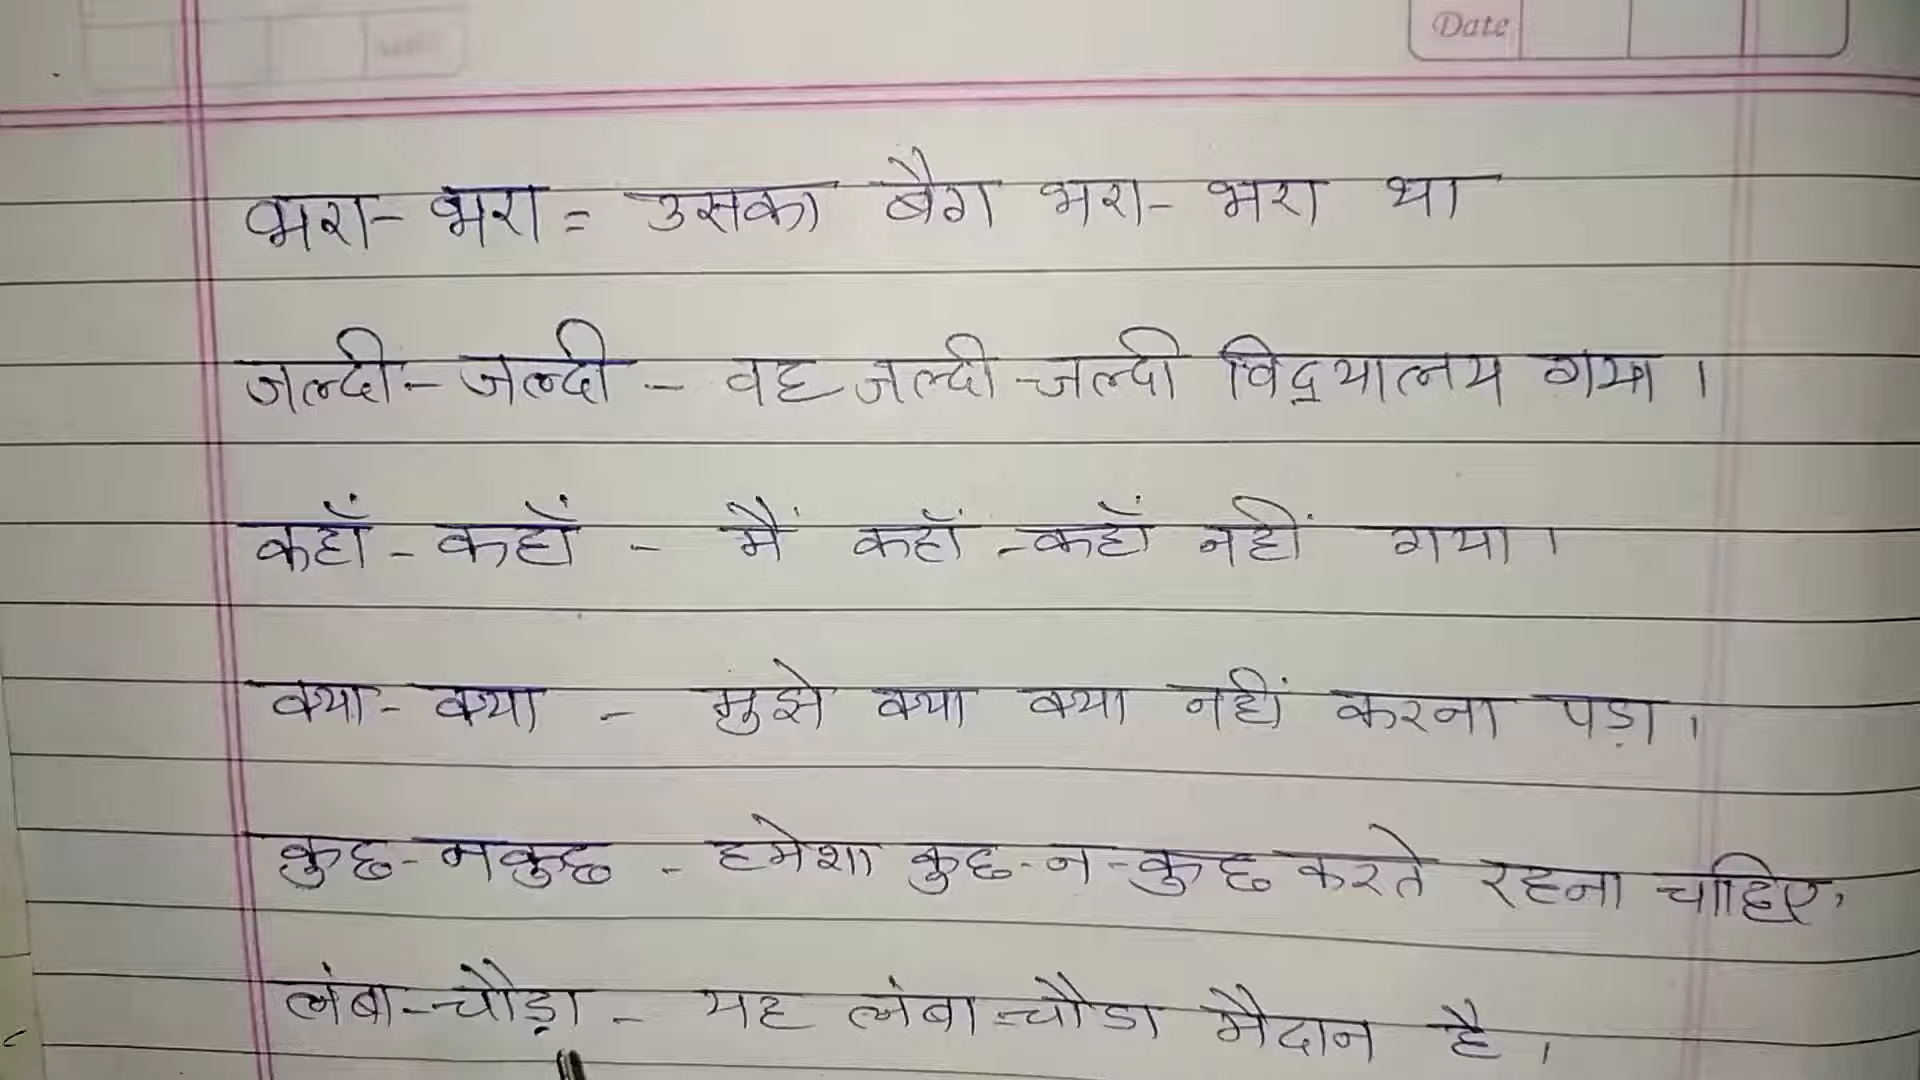 Date
भरा- भरा = उसका बैग भरा- भरा था
जल्दी - जल्दी - वह जल्दी -जल्दी विद्रयालय गया ।
कहाँ - कहाँ - मैं कहाँ -कहाँ नहीं गया ।
क्या- क्या - मुझे क्या क्या नहीं करना पड़ा ।
कुछ-नकुछ - हमेशा कुछ-न-कुछ करते रहना चाहिए,
लंबा-चौड़ा - यह लंबा-चौडा मैदान है ।